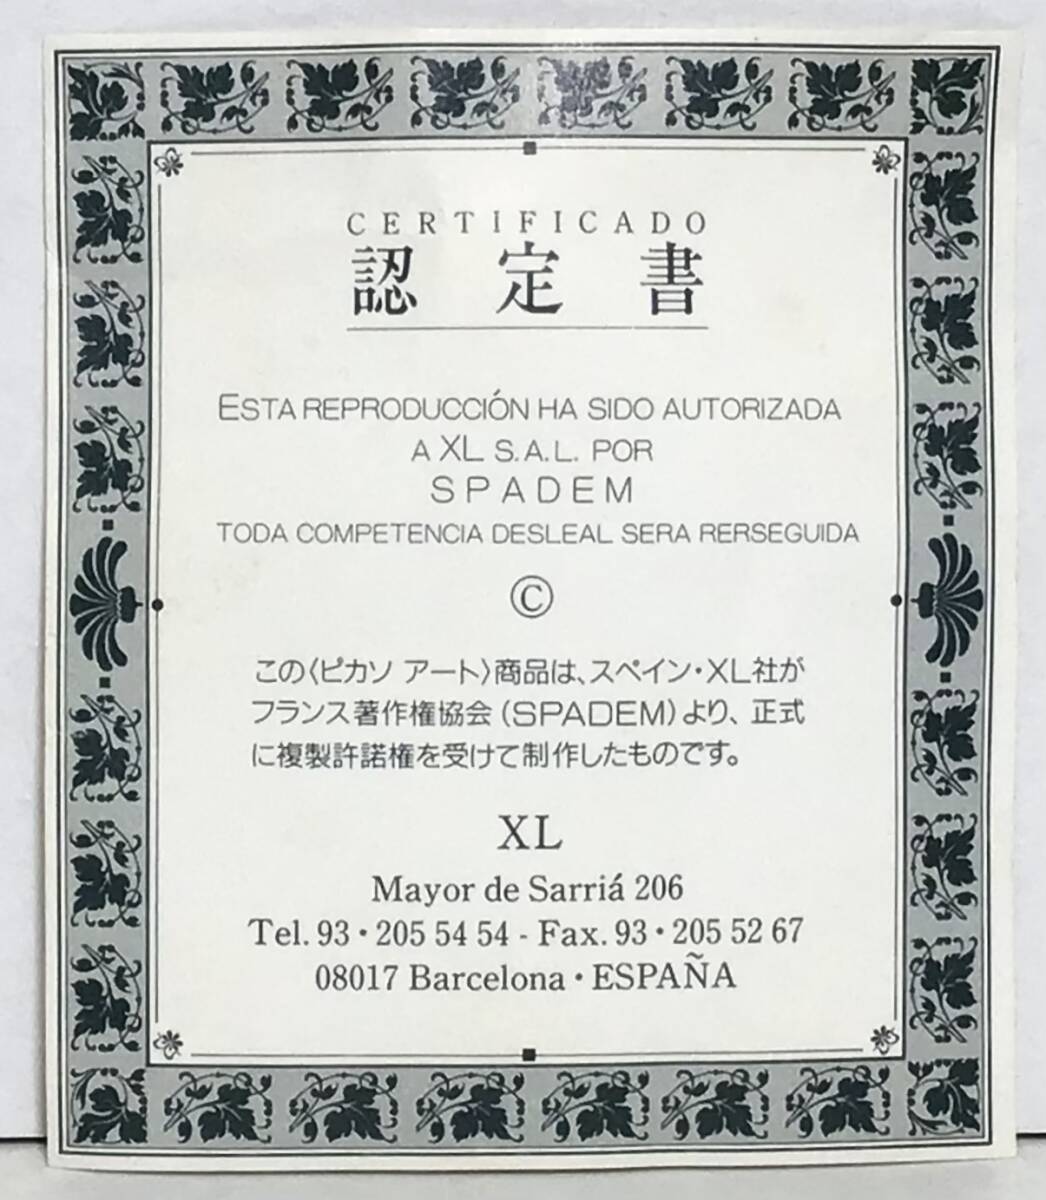 CERTIFICADO
認定書
ESTA REPRODUCCIÓN HA SIDO AUTORIZADA
A XL S.A.L. POR
SPADEM
TODA COMPETENCIA DESLEAL SERA RERSEGUIDA
©
この〈ピカソ アート〉商品は、スペイン・XL社が
フランス著作権協会(SPADEM)より、正式
に複製許諾権を受けて制作したものです。
XL
Mayor de Sarriá 206
Tel. 93・205 54 54 - Fax. 93・205 52 67
08017 Barcelona・ESPAÑA